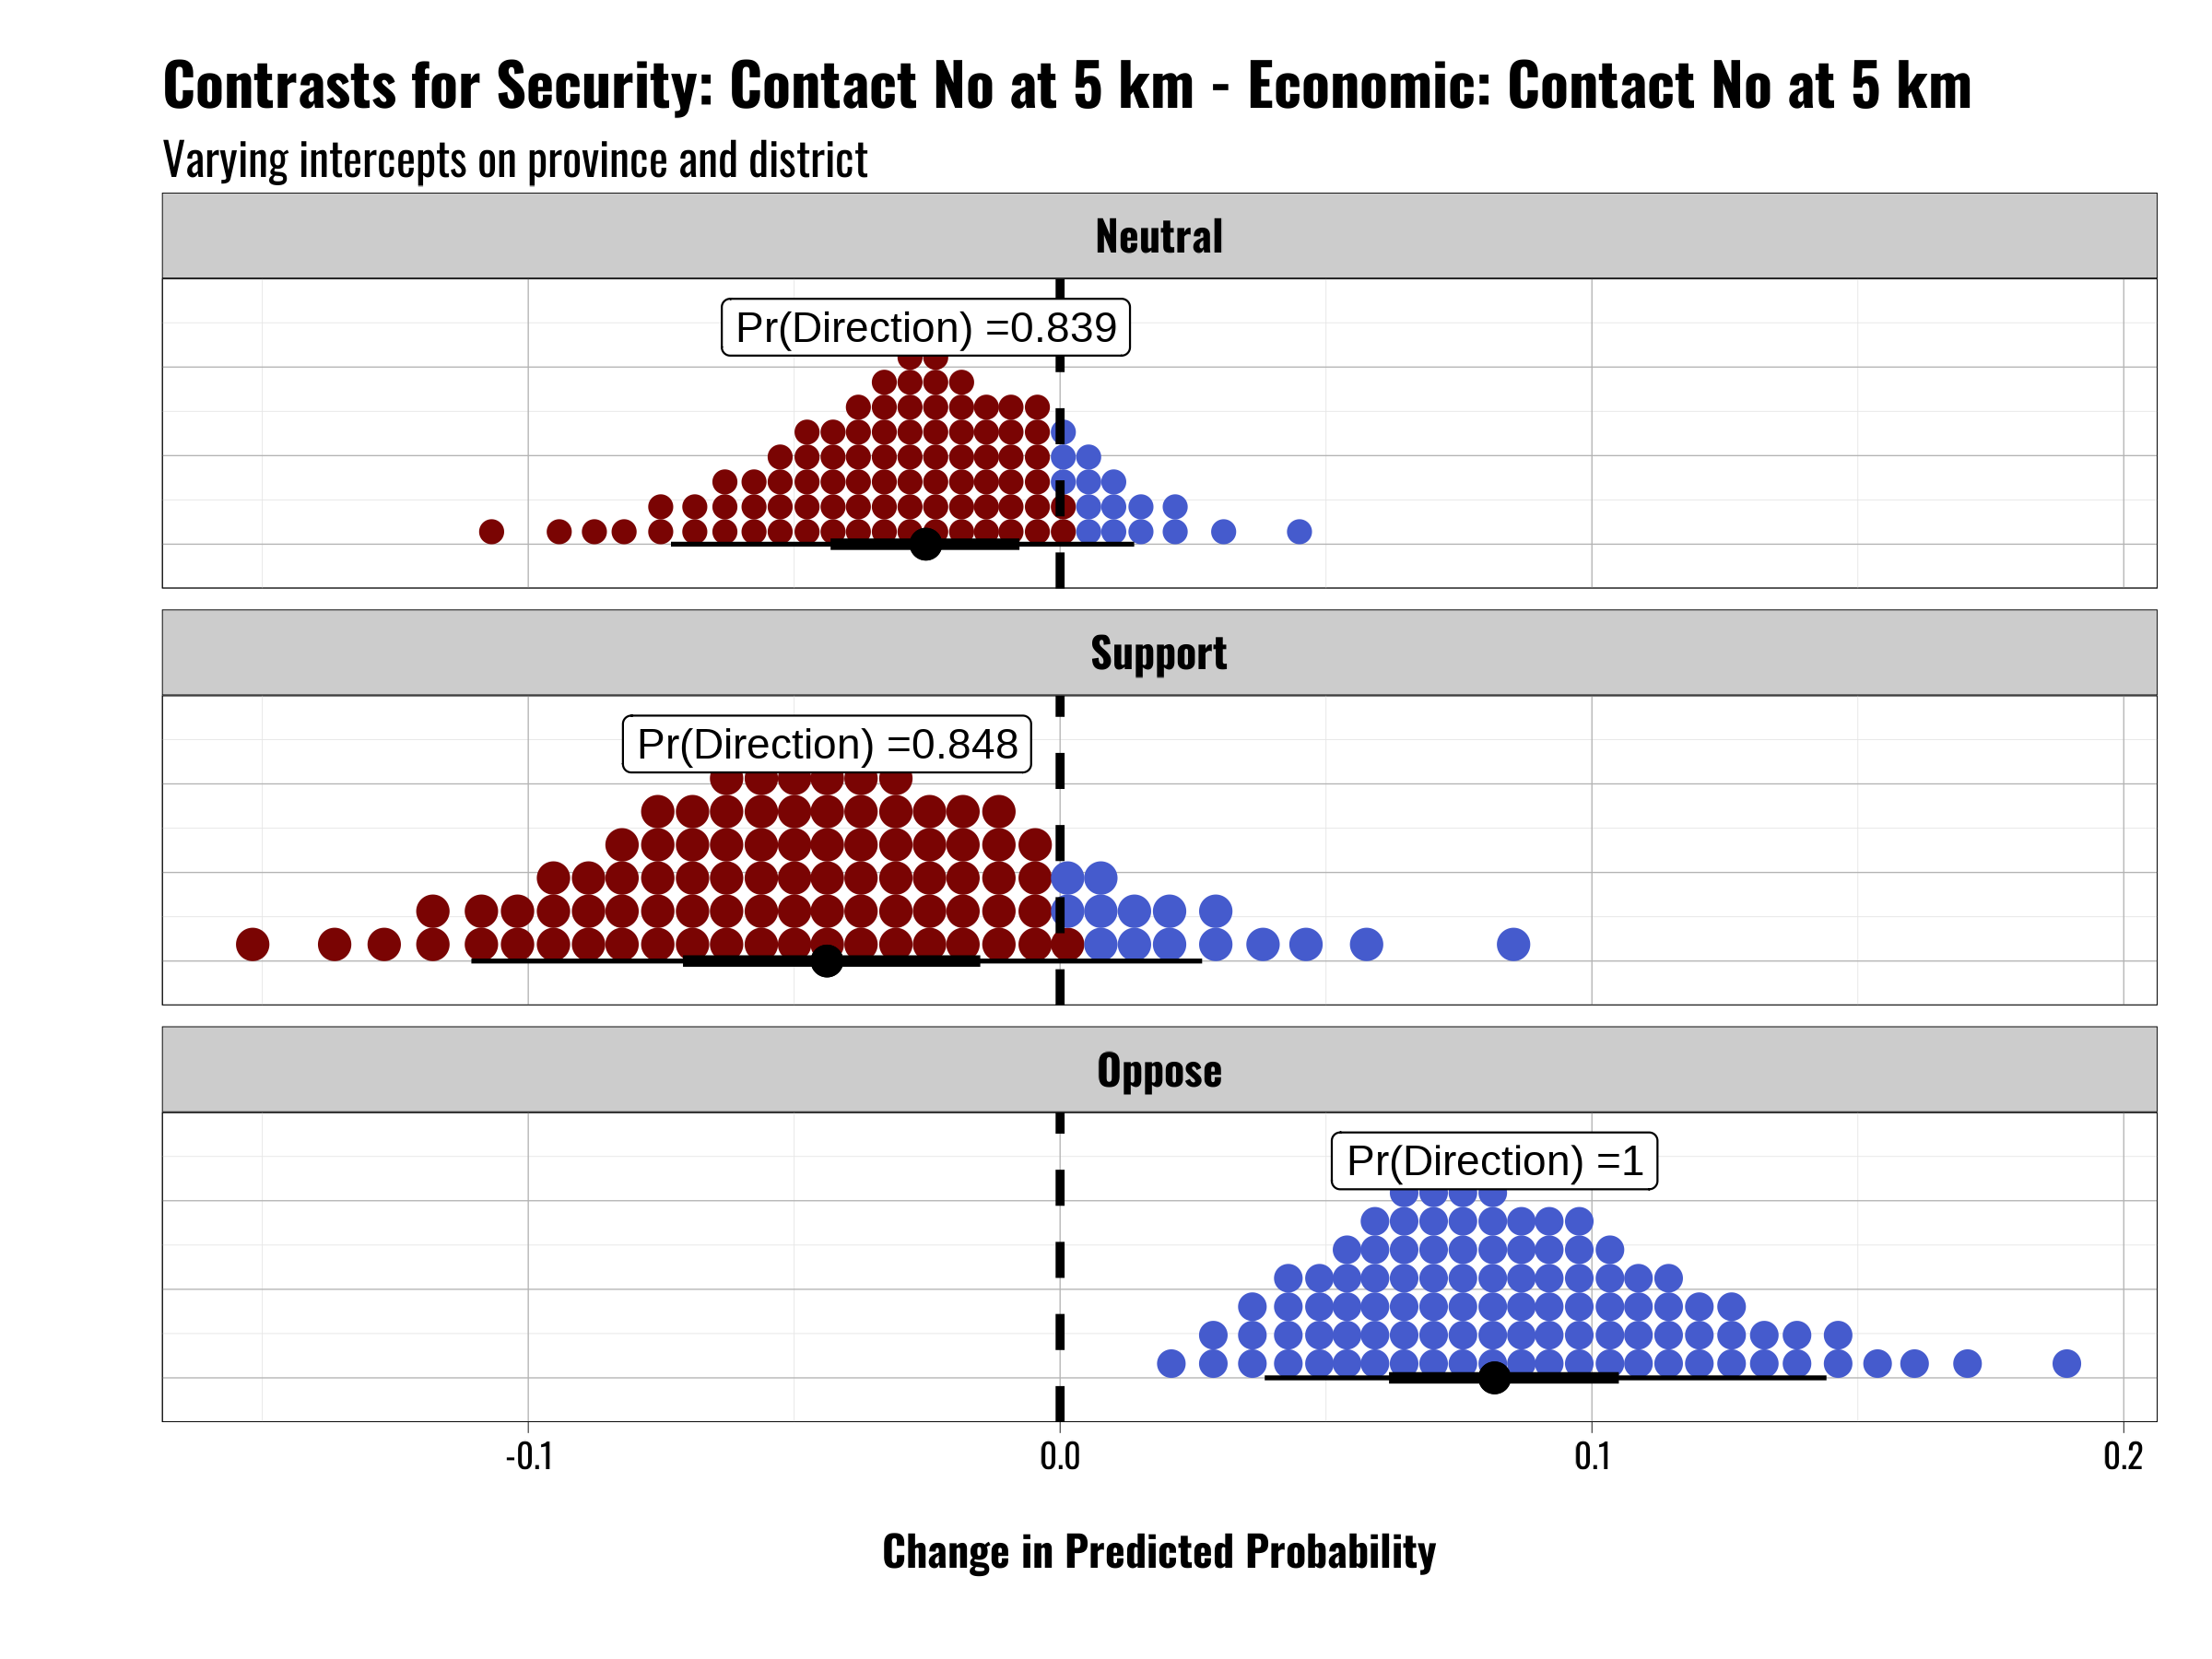 Contrasts for Security: Contact No at 5 km - Economic: Contact No at 5 km
Varying intercepts on province and district
Neutral
Pr(Direction) =0.839
Support
Pr(Direction) =0.848
Oppose
Pr(Direction) =1
-0.1 0.0 0.1 0.2
Change in Predicted Probability